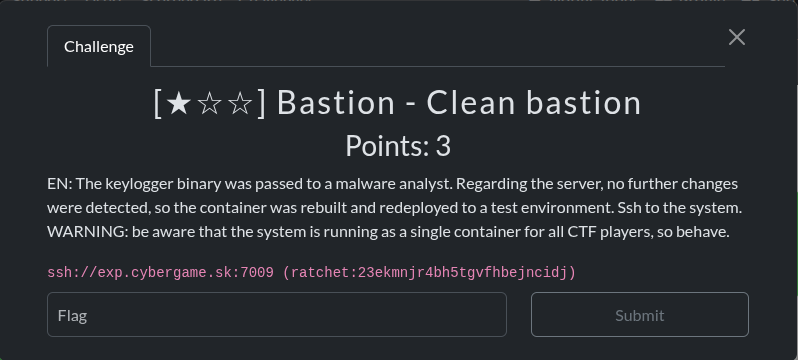 Challenge
[★☆☆] Bastion - Clean bastion
Points: 3
EN: The keylogger binary was passed to a malware analyst. Regarding the server, no further changes
were detected, so the container was rebuilt and redeployed to a test environment. Ssh to the system.
WARNING: be aware that the system is running as a single container for all CTF players, so behave.
ssh://exp.cybergame.sk:7009 (ratchet:23ekmnjr4bh5tgvfhbejncidj)
Flag
Submit